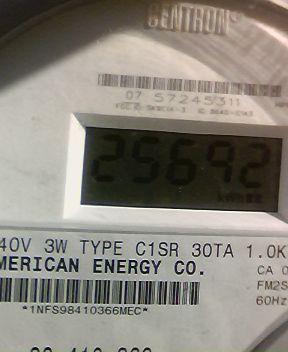 CENTRON
07 57245311
25692
40V 3W TYPE C1SR 30TA 1.0K
MERICAN ENERGY CO.
CA 0
FM2S
60Hz
*1NFS98410366MEC*